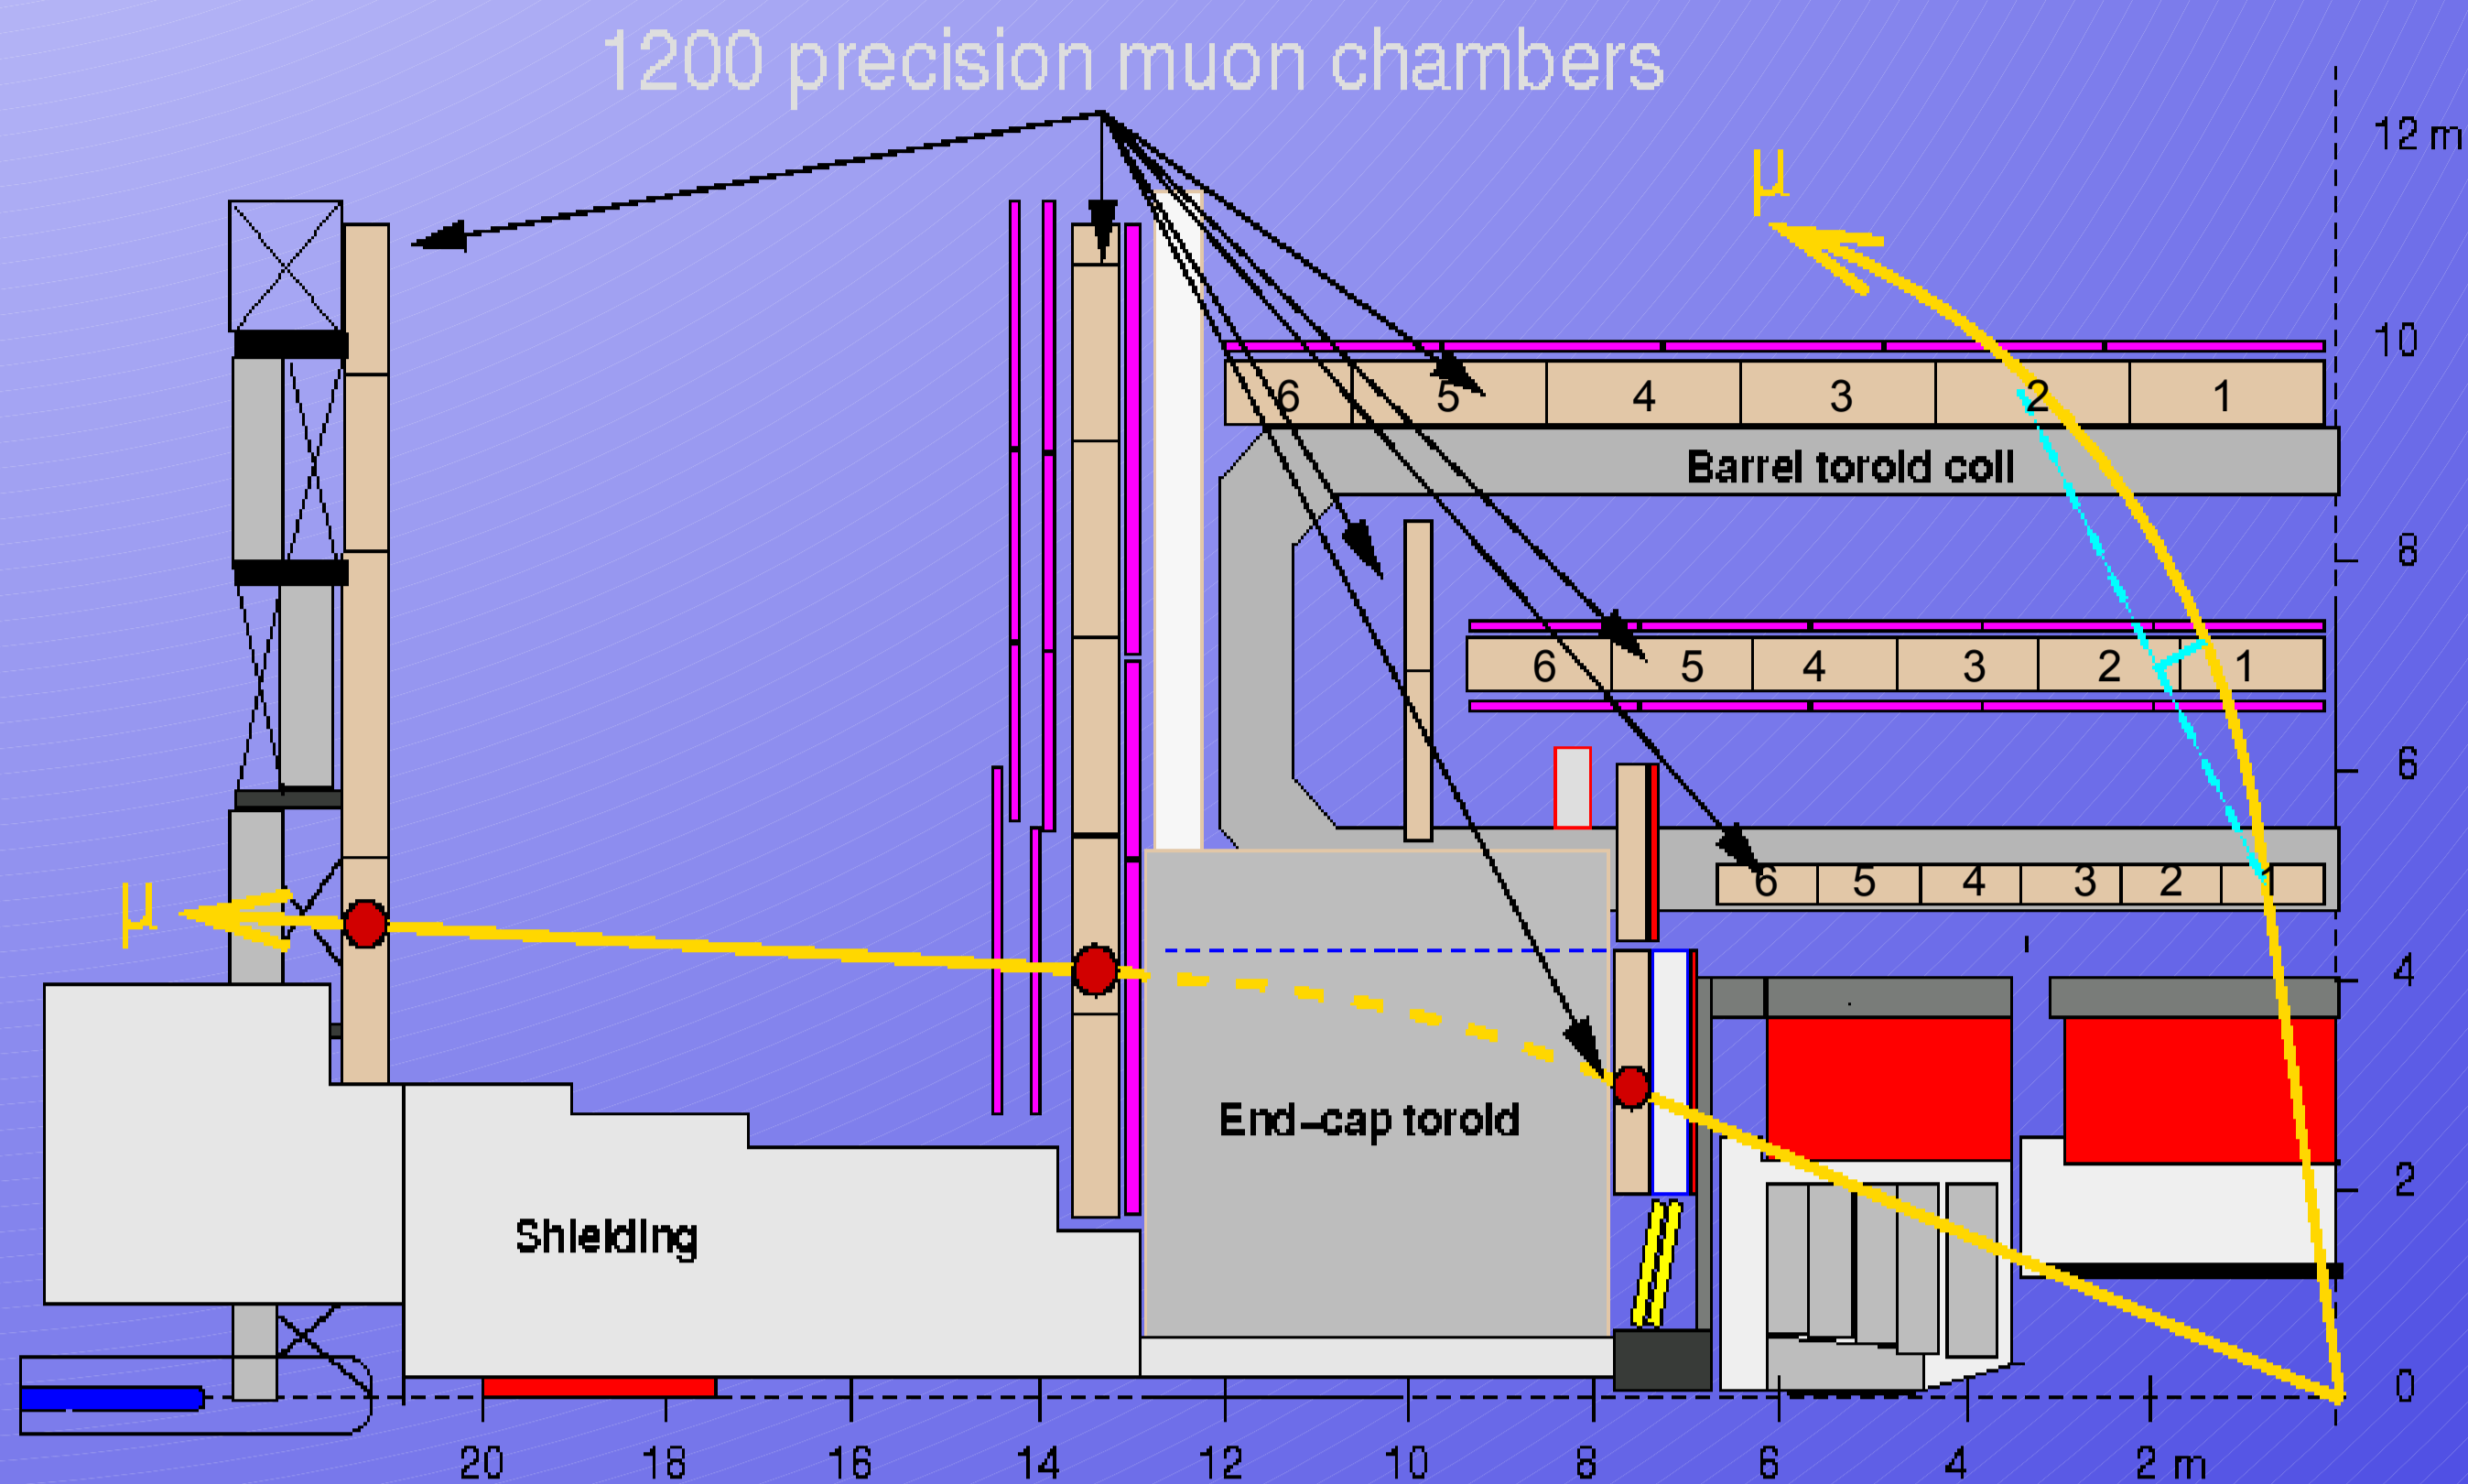 1200 precision muon chambers
12 m
µ
10
6 5 4 3 2 1
Barrel toroid coil
8
6 5 4 3 2 1
6
6 5 4 3 2 1
µ
4
End-cap toroid
2
Shielding
0
20 18 16 14 12 10 8 6 4 2 m